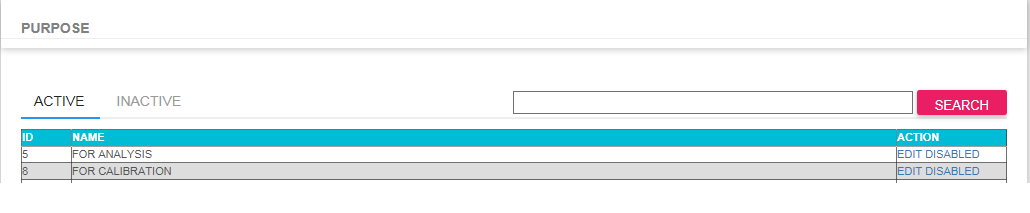 PURPOSE
ACTIVE INACTIVE SEARCH
ID NAME ACTION
5 FOR ANALYSIS EDIT DISABLED
8 FOR CALIBRATION EDIT DISABLED